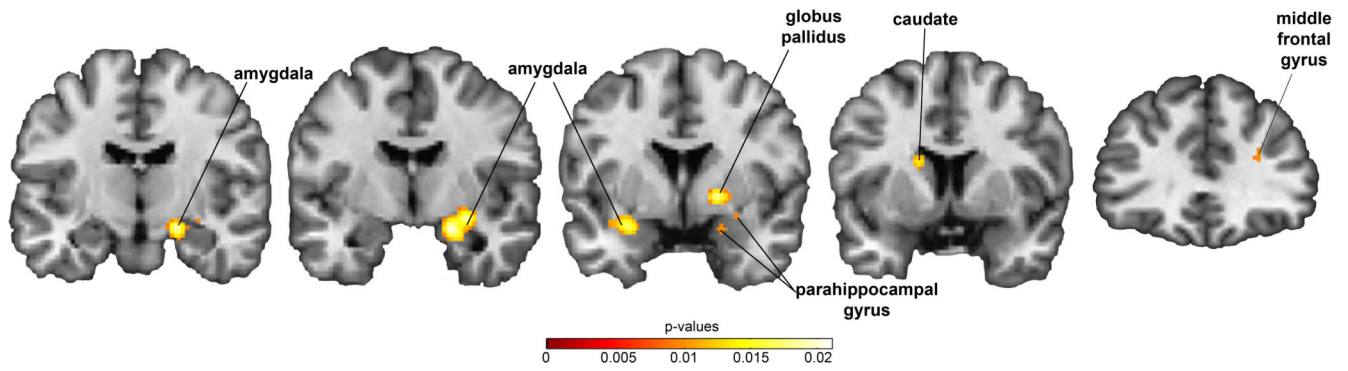 amygdala
amygdala
globus
pallidus
caudate
middle
frontal
gyrus
parahippocampal
gyrus
p-values
0 0.005 0.010 0.015 0.02